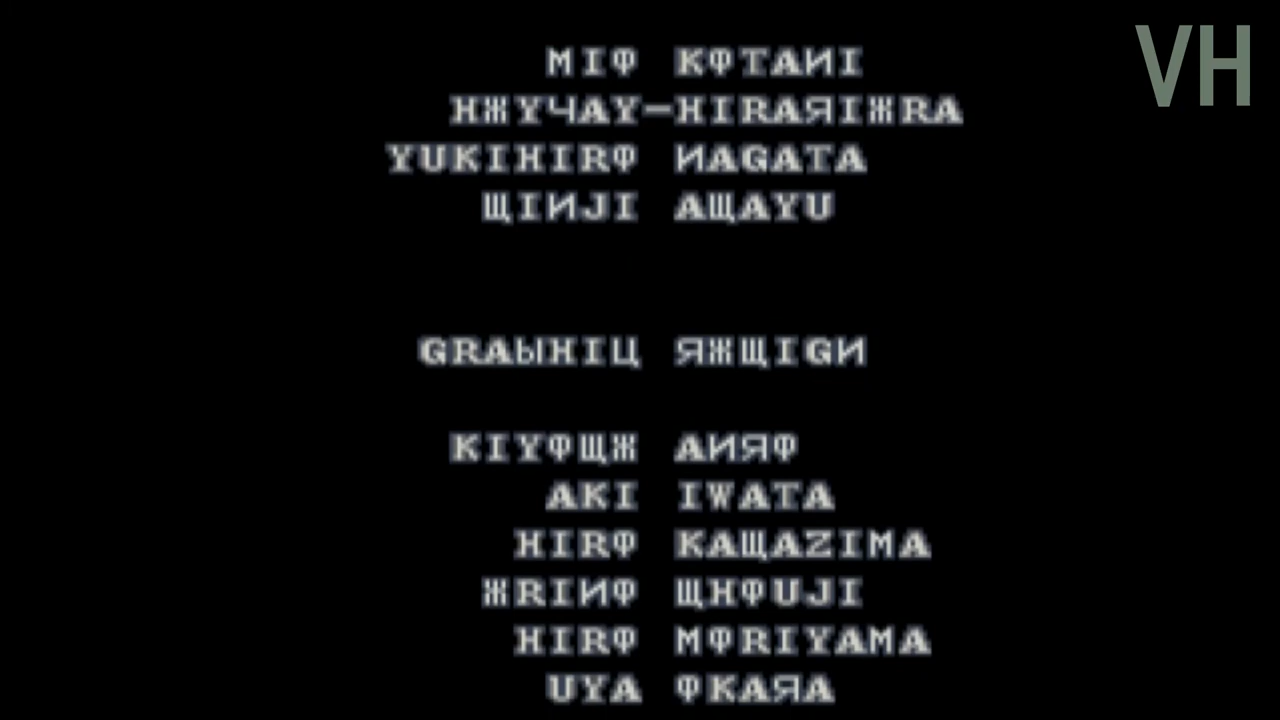 VH
MIФ KФTAИI
HЖYЧAY-HIRAЯIЖRA
YUKIHIRФ ИAGATA
ЩIИJI AЩAYU
GRAЫHIЦ ЯЖЩIGИ
KIYФЩЖ AИЯФ
AKI IWATA
HIRФ KAЩAZIMA
ЖRIИФ ЩHФUJI
HIRФ MФRIYAMA
UYA ФKAЯA